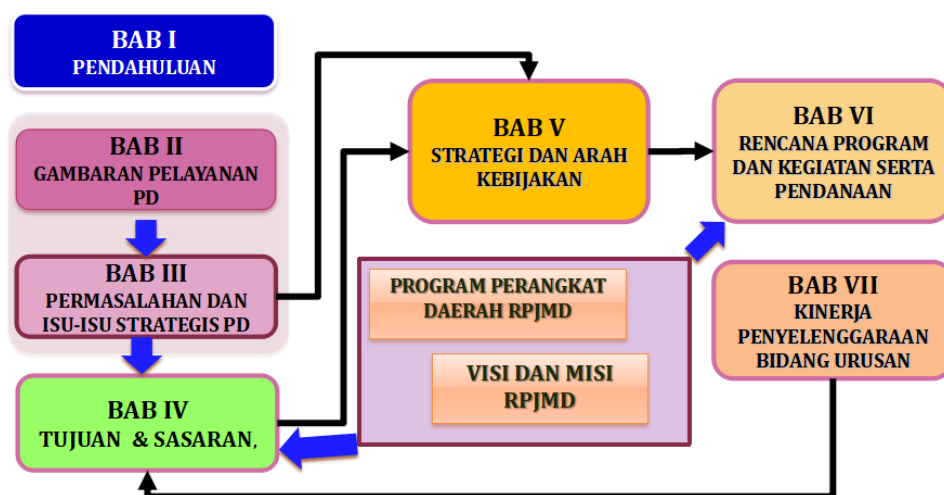 BAB I
PENDAHULUAN
BAB II
GAMBARAN PELAYANAN
PD
BAB III
PERMASALAHAN DAN
ISU-ISU STRATEGIS PD
BAB IV
TUJUAN & SASARAN,
BAB V
STRATEGI DAN ARAH
KEBIJAKAN
BAB VI
RENCANA PROGRAM
DAN KEGIATAN SERTA
PENDANAAN
PROGRAM PERANGKAT
DAERAH RPJMD
VISI DAN MISI
RPJMD
BAB VII
KINERJA
PENYELENGGARAAN
BIDANG URUSAN